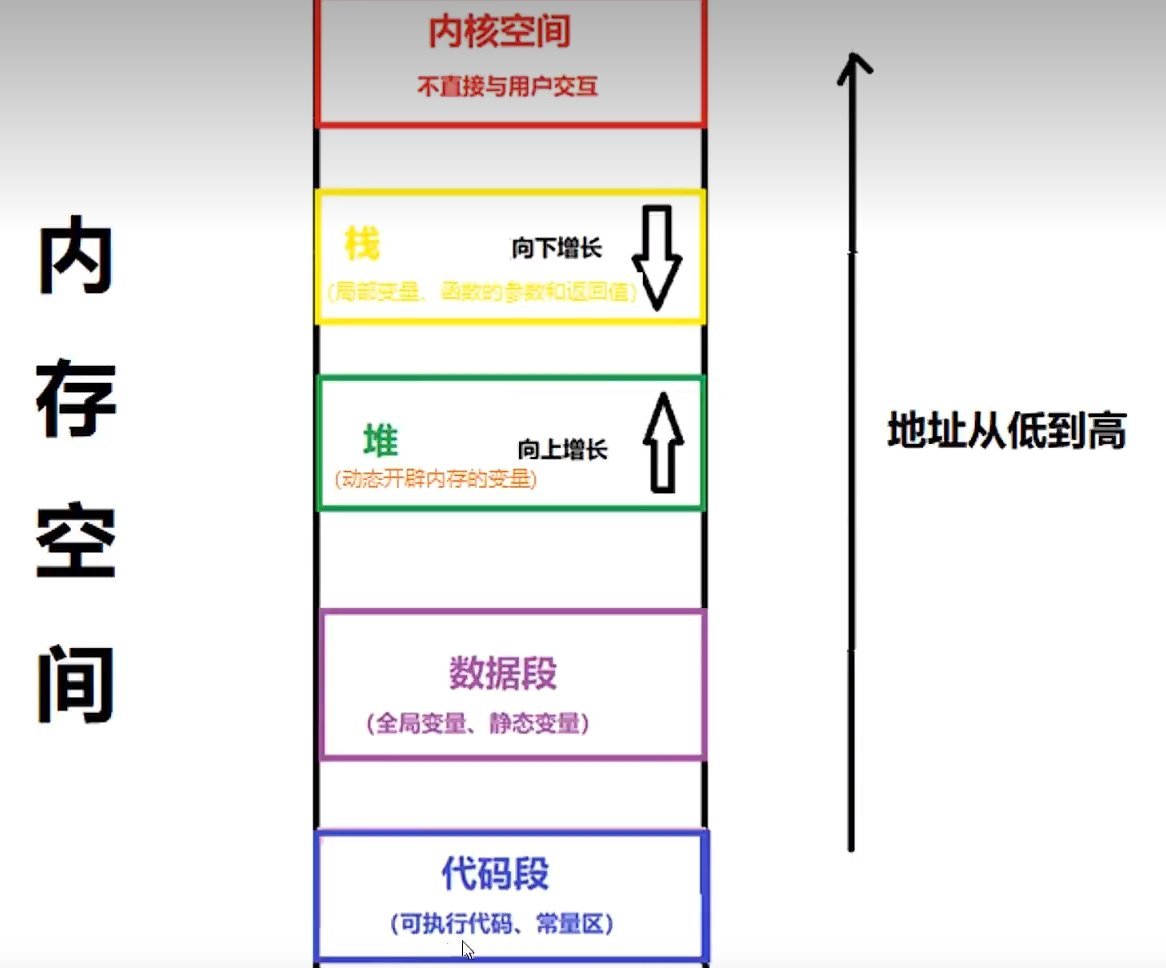 内核空间
不直接与用户交互
栈
向下增长
(局部变量、函数的参数和返回值)
堆
向上增长
(动态开辟内存的变量)
数据段
(全局变量、静态变量)
代码段
(可执行代码、常量区)
内存空间
地址从低到高